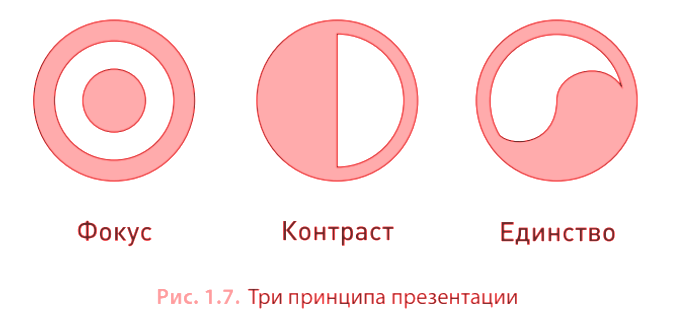 Фокус
Контраст
Единство
Рис. 1.7. Три принципа презентации